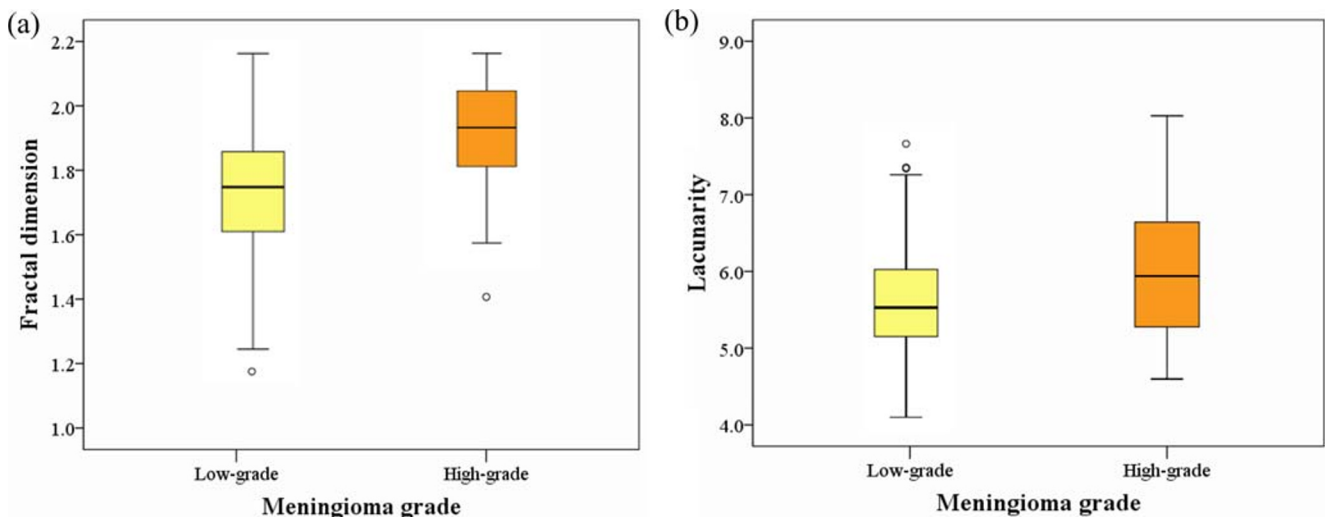 (a)
2.2
2.0
1.8
1.6
1.4
1.2
1.0
Fractal dimension
Low-grade
High-grade
Meningioma grade
(b)
9.0
8.0
7.0
6.0
5.0
4.0
Lacunarity
Low-grade
High-grade
Meningioma grade